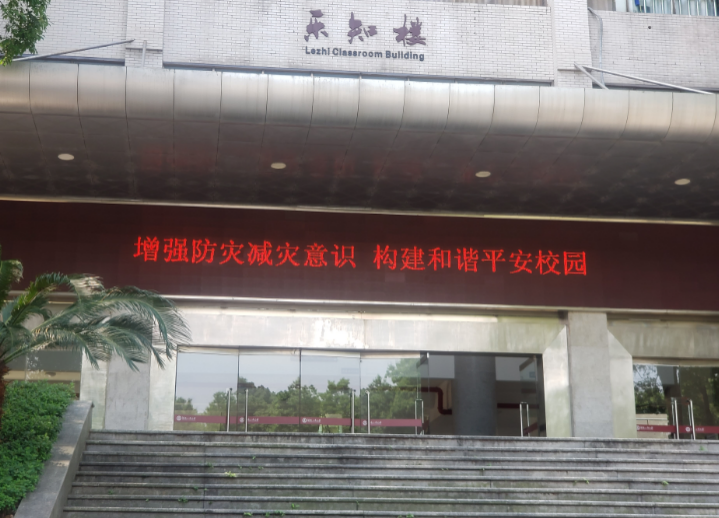 乐知楼
Lezhi Classroom Building
增强防灾减灾意识 构建和谐平安校园